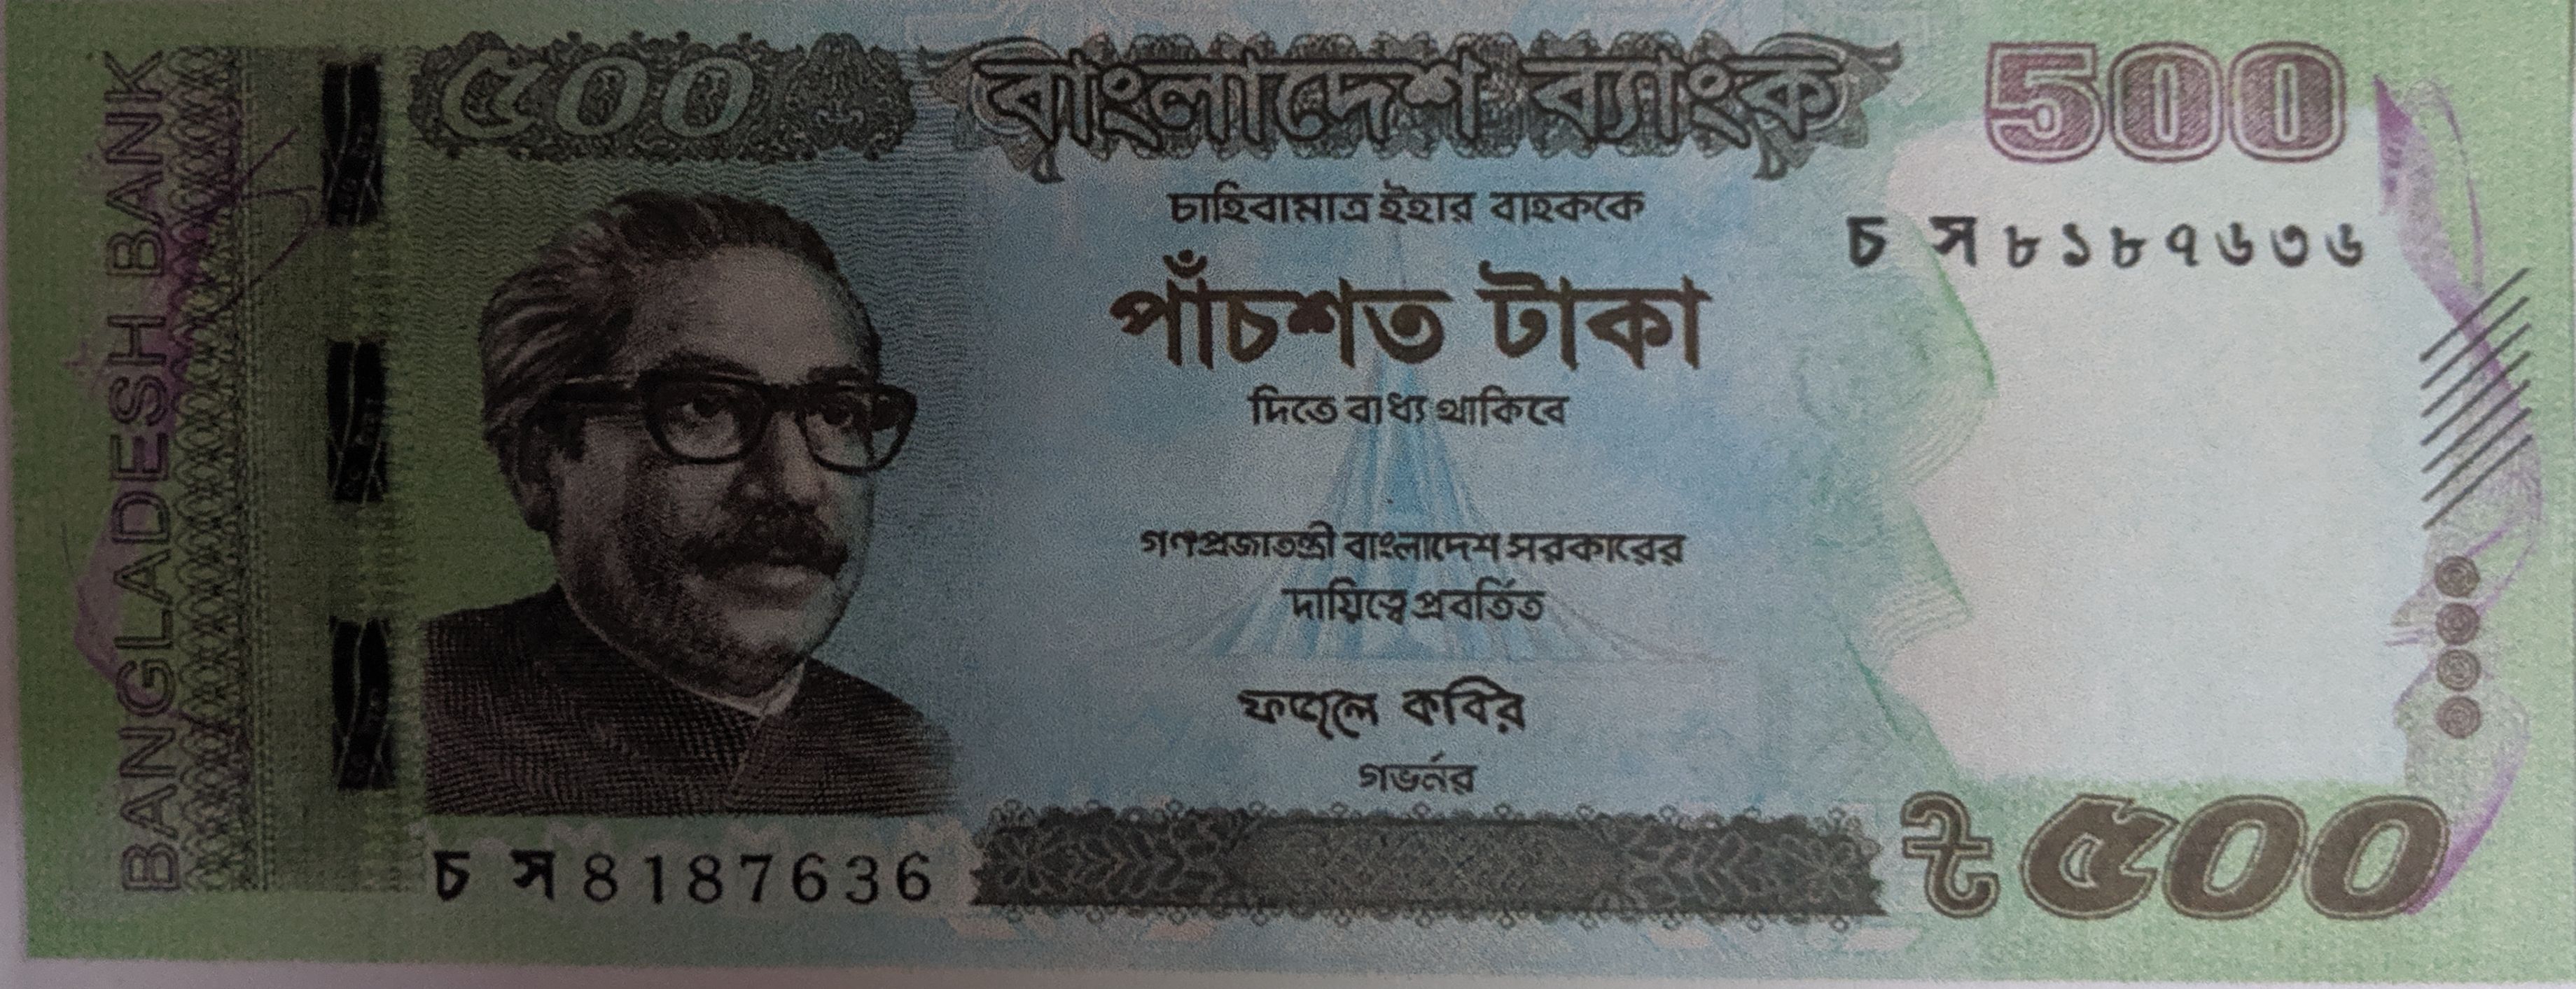 BANGLADESH BANK
৫০০
বাংলাদেশ ব্যাংক
500
চাহিবামাত্র ইহার বাহককে
চ স ৮১৮৭৬৩৬
পাঁচশত টাকা
দিতে বাধ্য থাকিবে
গণপ্রজাতন্ত্রী বাংলাদেশ সরকারের
দায়িত্বে প্রবর্তিত
ফজলে কবির
গভর্নর
চ স 8187636
৳ ৫০০